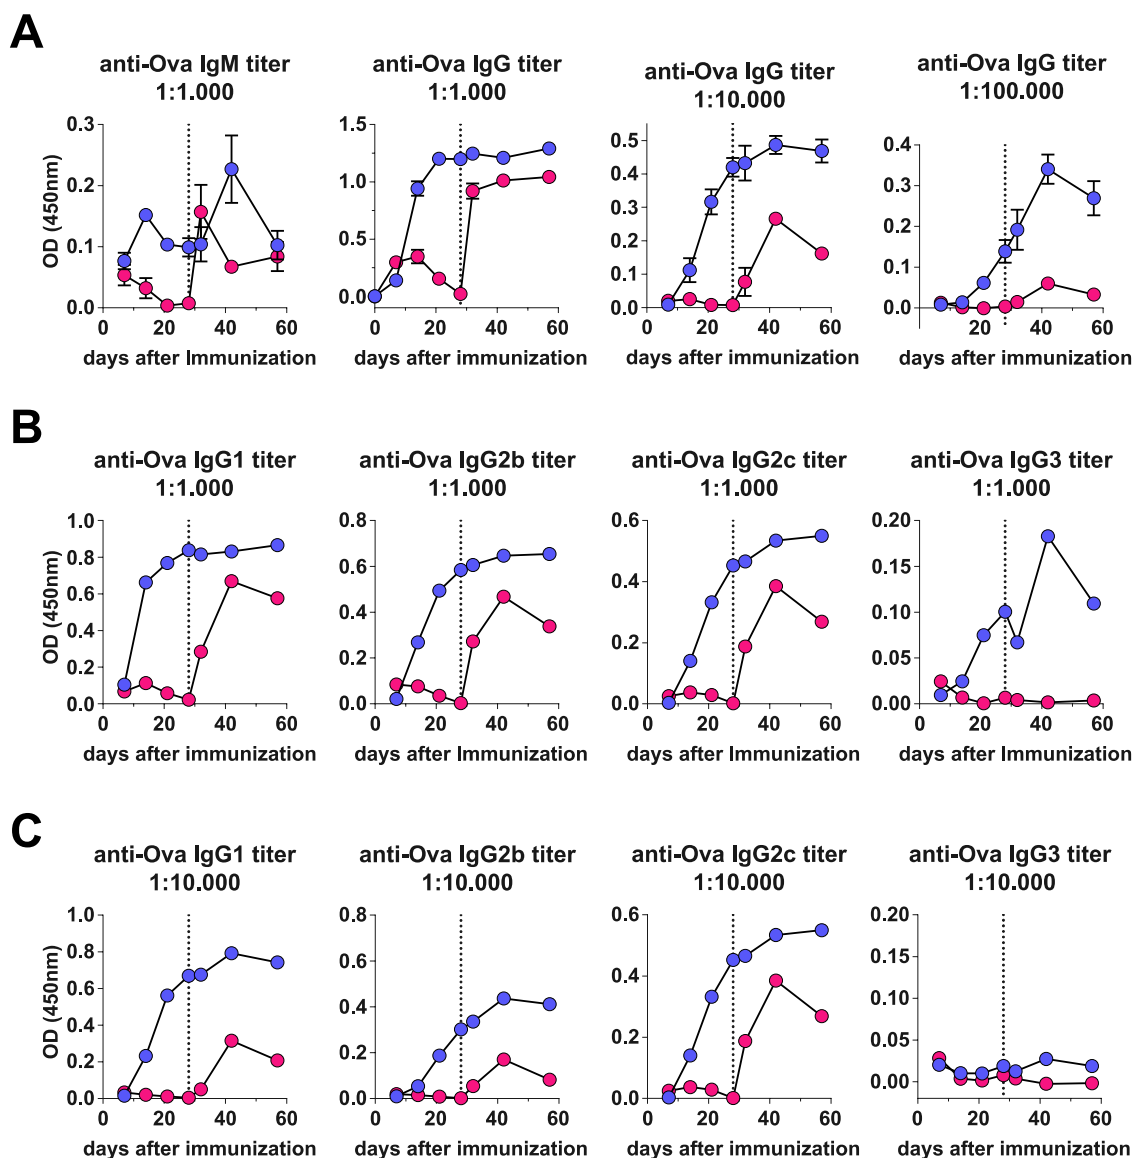 A
anti-Ova IgM titer
1:1.000
anti-Ova IgG titer
1:1.000
anti-Ova IgG titer
1:10.000
anti-Ova IgG titer
1:100.000
OD (450nm)
0.3
0.2
0.1
0.0
0 20 40 60
days after Immunization
1.5
1.2
1.0
0.5
0.25
0.0
0 20 40 60
days after Immunization
0.5
0.4
0.3
0.2
0.1
0.0
0 20 40 60
days after immunization
0.4
0.3
0.2
0.1
0.0
0 20 40 60
days after immunization
B
anti-Ova IgG1 titer
1:1.000
anti-Ova IgG2b titer
1:1.000
anti-Ova IgG2c titer
1:1.000
anti-Ova IgG3 titer
1:1.000
OD (450nm)
1.0
0.8
0.6
0.4
0.2
0.0
0 20 40 60
days after immunization
0.8
0.6
0.4
0.2
0.0
0 20 40 60
days after immunization
0.6
0.4
0.2
0.0
0 20 40 60
days after immunization
0.20
0.15
0.10
0.05
0.00
0 20 40 60
days after Immunization
C
anti-Ova IgG1 titer
1:10.000
anti-Ova IgG2b titer
1:10.000
anti-Ova IgG2c titer
1:10.000
anti-Ova IgG3 titer
1:10.000
OD (450nm)
1.0
0.8
0.6
0.4
0.2
0.0
0 20 40 60
days after immunization
0.8
0.6
0.4
0.2
0.0
0 20 40 60
days after immunization
0.6
0.4
0.2
0.0
0 20 40 60
days after immunization
0.20
0.15
0.10
0.05
0.00
0 20 40 60
days after immunization